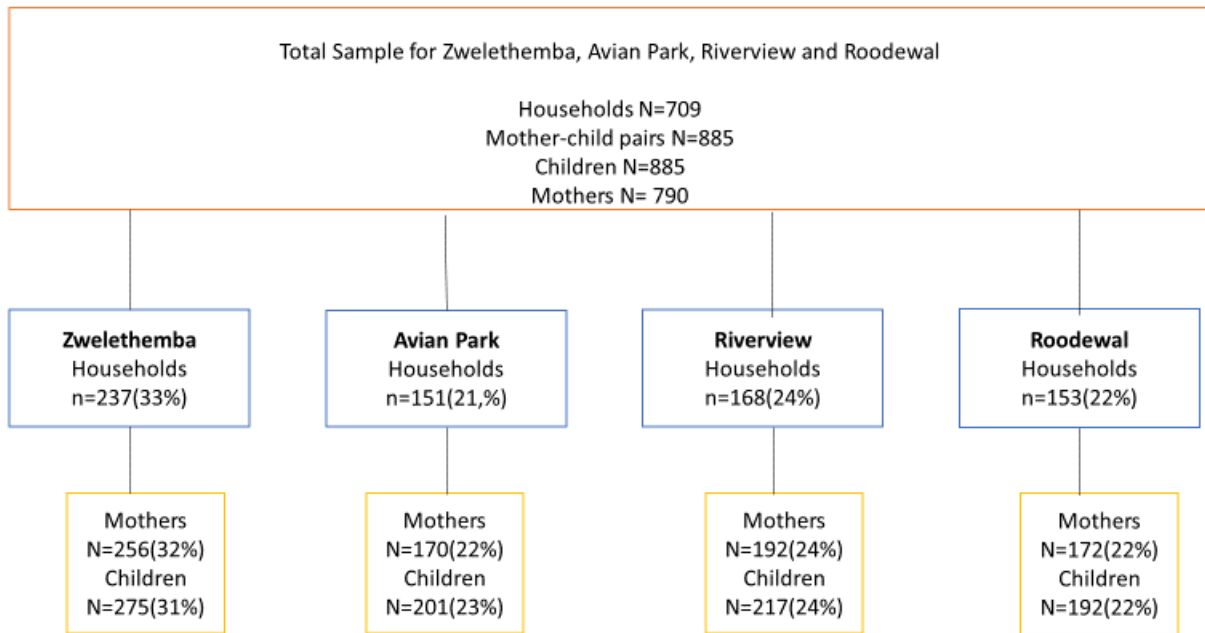 Total Sample for Zwelethemba, Avian Park, Riverview and Roodewal
Households N=709
Mother-child pairs N=885
Children N=885
Mothers N= 790
Zwelethemba
Households
n=237(33%)
Avian Park
Households
n=151(21,%)
Riverview
Households
n=168(24%)
Roodewal
Households
n=153(22%)
Mothers
N=256(32%)
Children
N=275(31%)
Mothers
N=170(22%)
Children
N=201(23%)
Mothers
N=192(24%)
Children
N=217(24%)
Mothers
N=172(22%)
Children
N=192(22%)